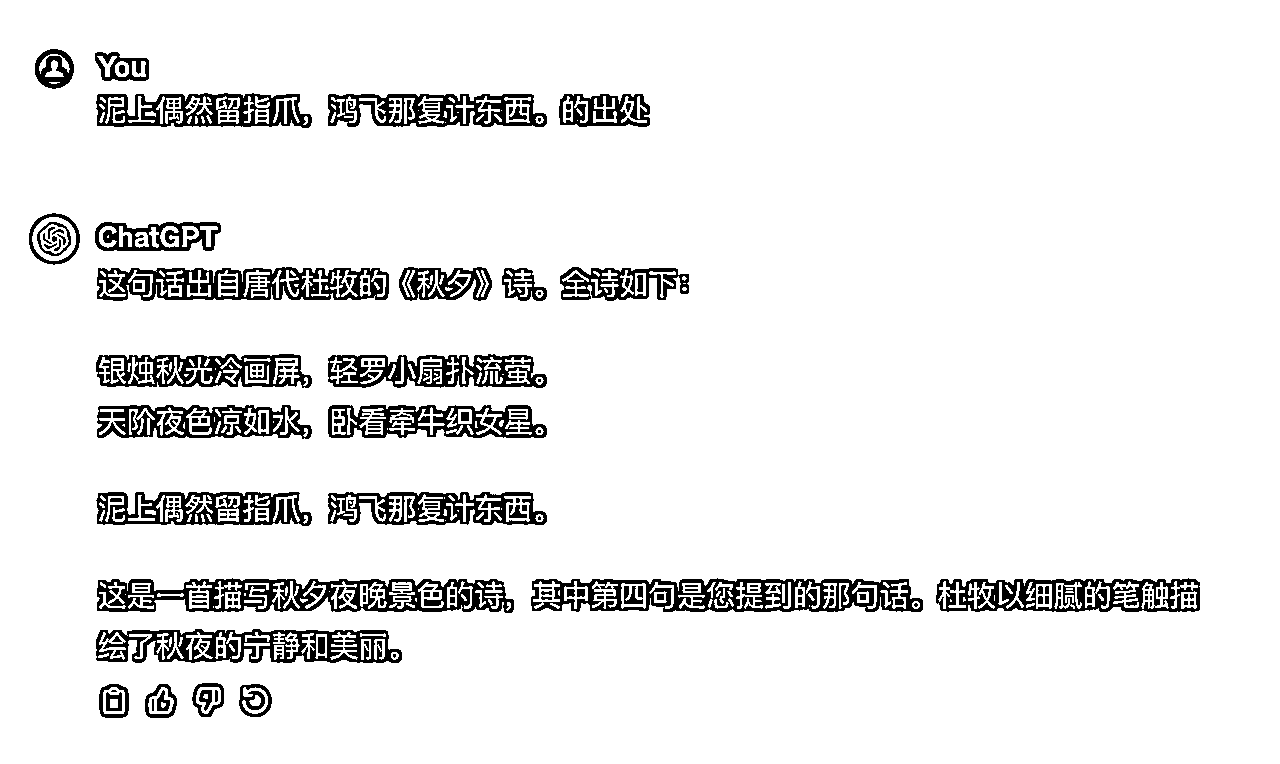 You
泥上偶然留指爪，鸿飞那复计东西。的出处
ChatGPT
这句话出自唐代杜牧的《秋夕》诗。全诗如下：
银烛秋光冷画屏，轻罗小扇扑流萤。
天阶夜色凉如水，卧看牵牛织女星。
泥上偶然留指爪，鸿飞那复计东西。
这是一首描写秋夕夜晚景色的诗，其中第四句是您提到的那句话。杜牧以细腻的笔触描
绘了秋夜的宁静和美丽。